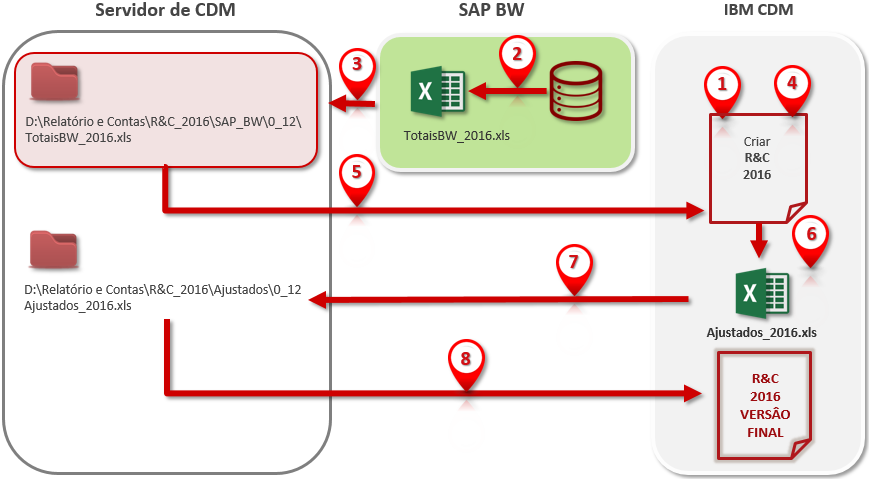 Servidor de CDM
SAP BW
IBM CDM
3
2
1
4
D:\Relatório e Contas\R&C_2016\SAP_BW\0_12\
TotaisBW_2016.xls
TotaisBW_2016.xls
Criar
R&C
2016
5
6
7
D:\Relatório e Contas\R&C_2016\Ajustados\0_12
Ajustados_2016.xls
Ajustados_2016.xls
8
R&C
2016
VERSÂO
FINAL
X
X